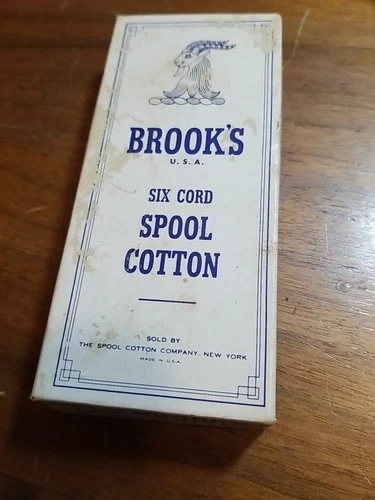 BROOK'S
U.S.A.
SIX CORD
SPOOL
COTTON
SOLD BY
THE SPOOL COTTON COMPANY, NEW YORK
MADE IN U.S.A.